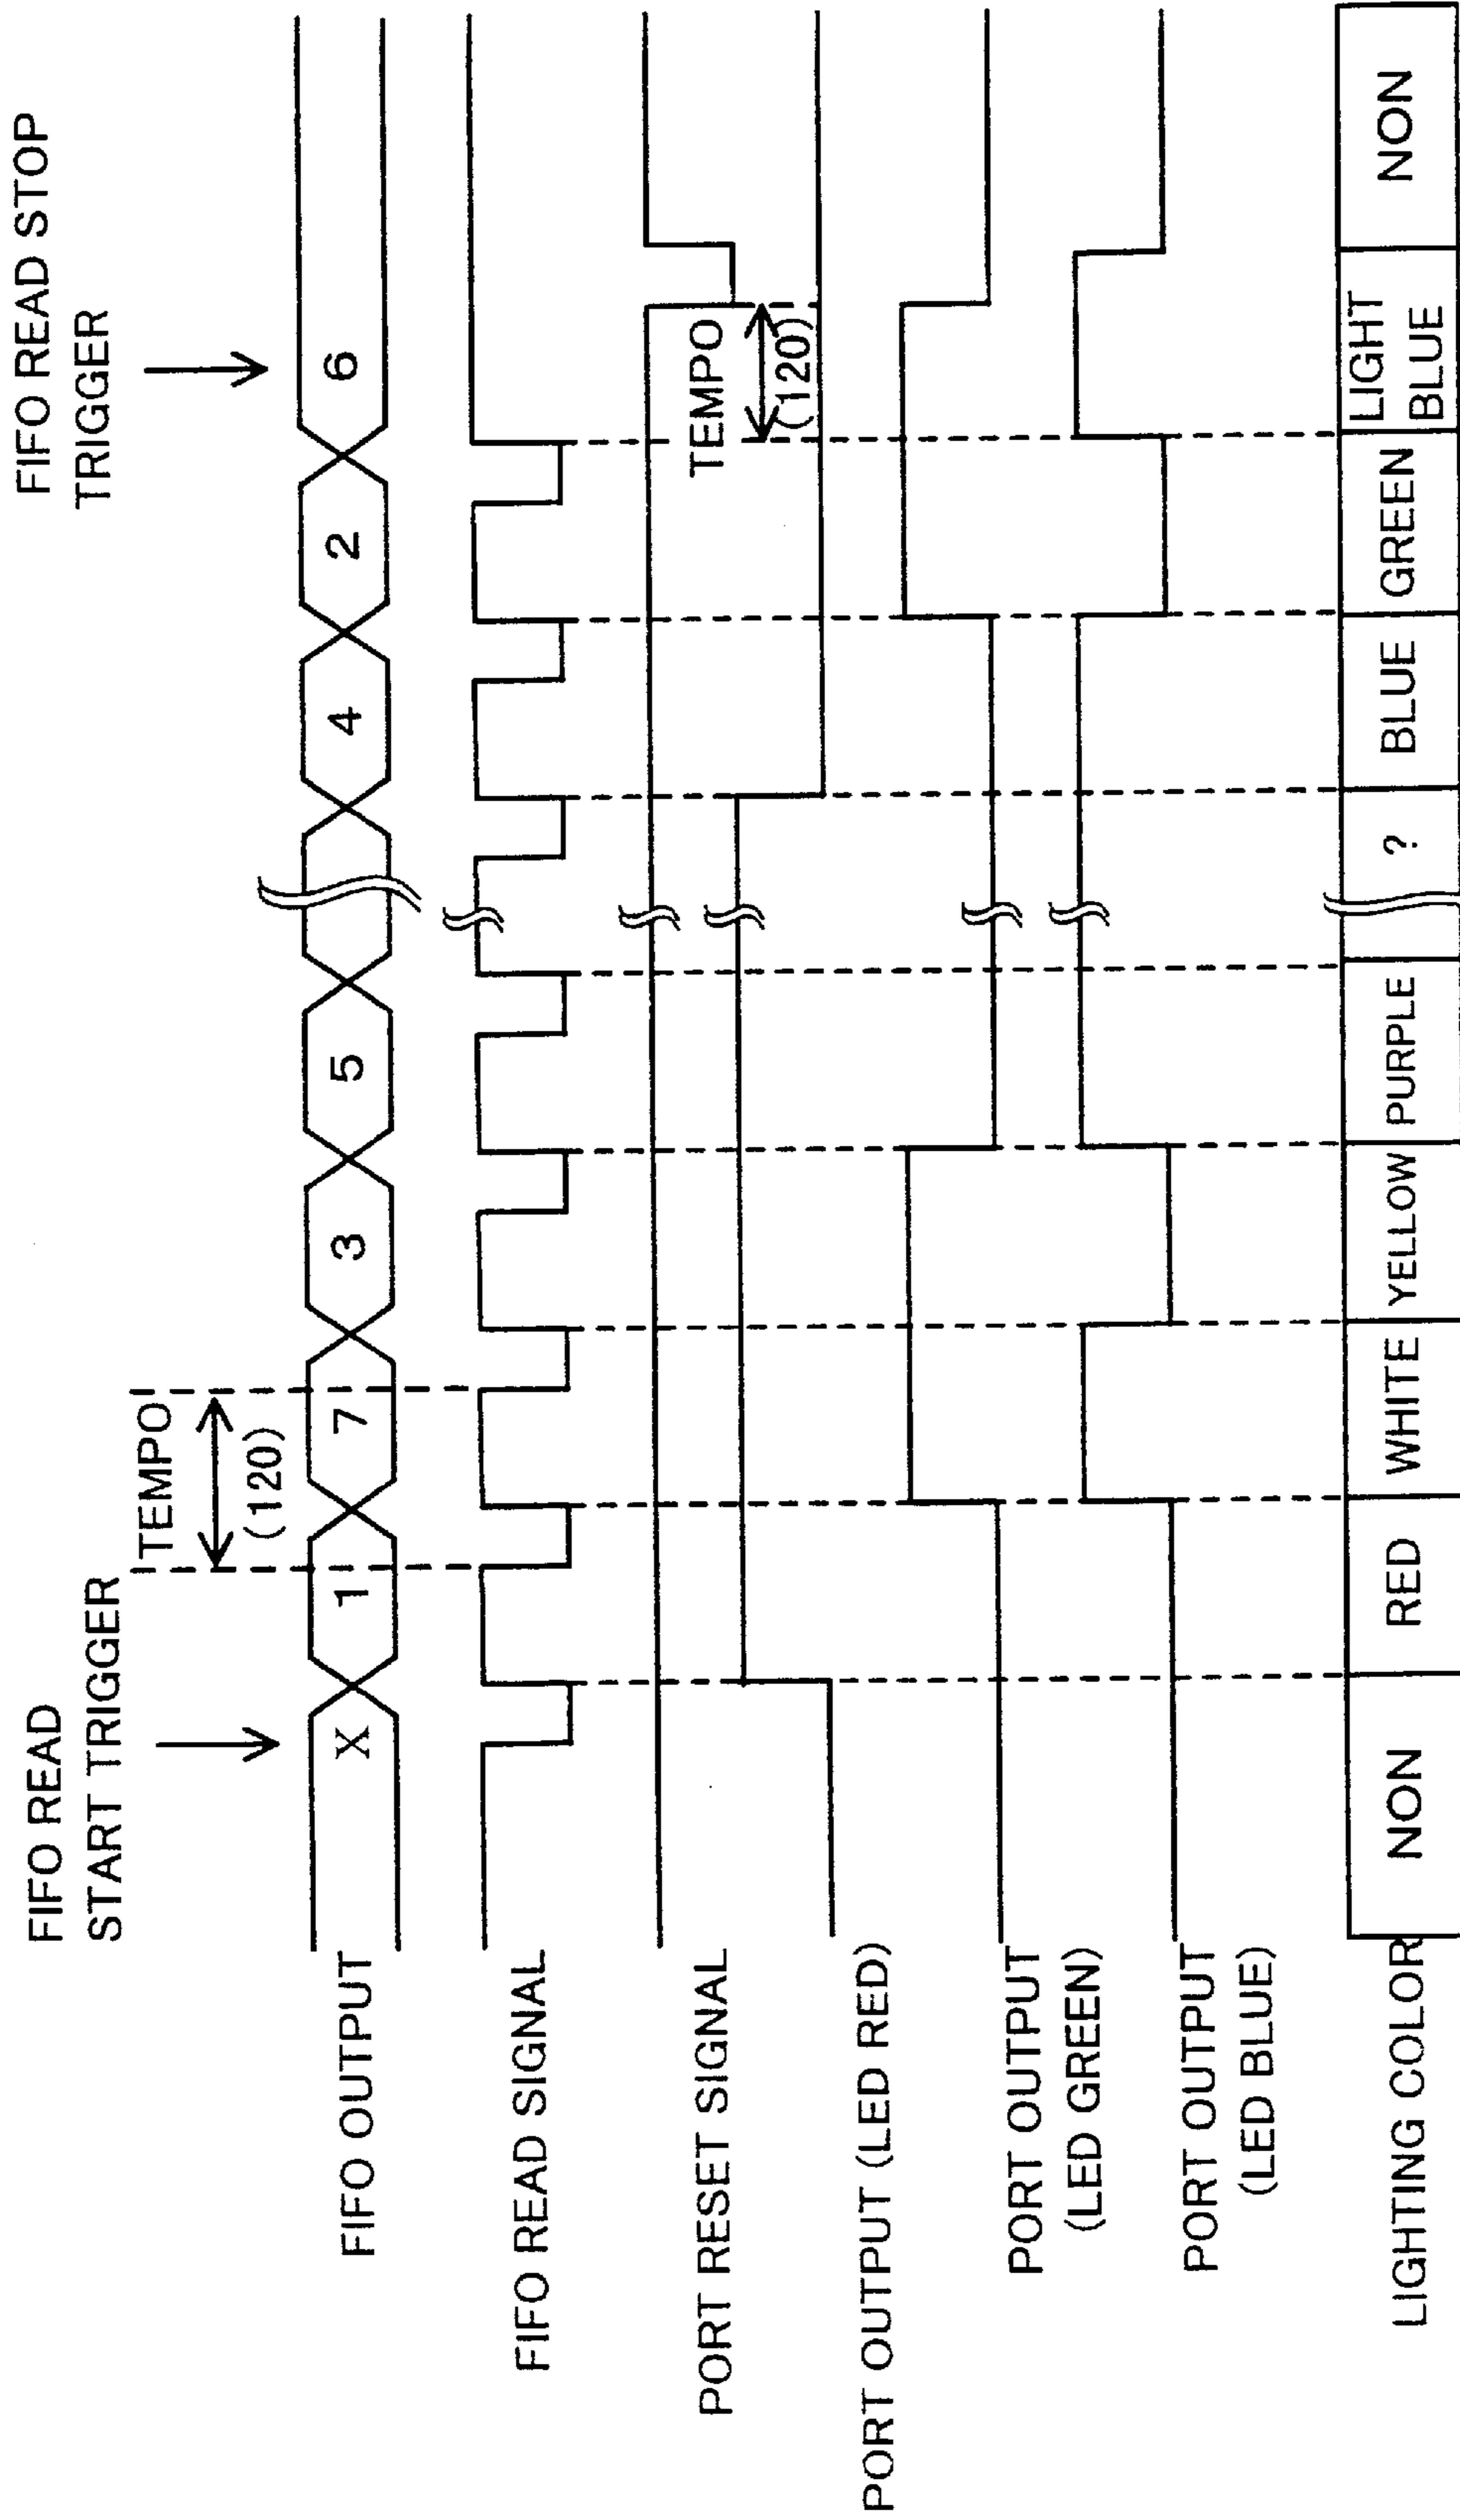 FIFO READ
START TRIGGER
FIFO READ STOP
TRIGGER
TEMPO
(120)
FIFO OUTPUT
X
1
7
3
5
4
2
6
FIFO READ SIGNAL
PORT RESET SIGNAL
TEMPO
(120)
PORT OUTPUT (LED RED)
PORT OUTPUT
(LED GREEN)
PORT OUTPUT
(LED BLUE)
LIGHTING COLOR
NON
RED
WHITE
YELLOW
PURPLE
?
BLUE
GREEN
LIGHT
BLUE
NON